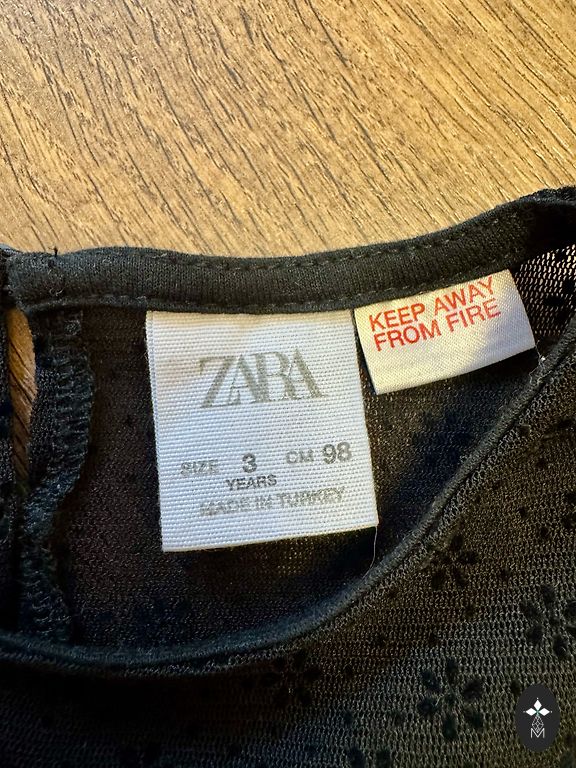 ZARA
SIZE 3 CM 98
YEARS
MADE IN TURKEY
KEEP AWAY
FROM FIRE
M